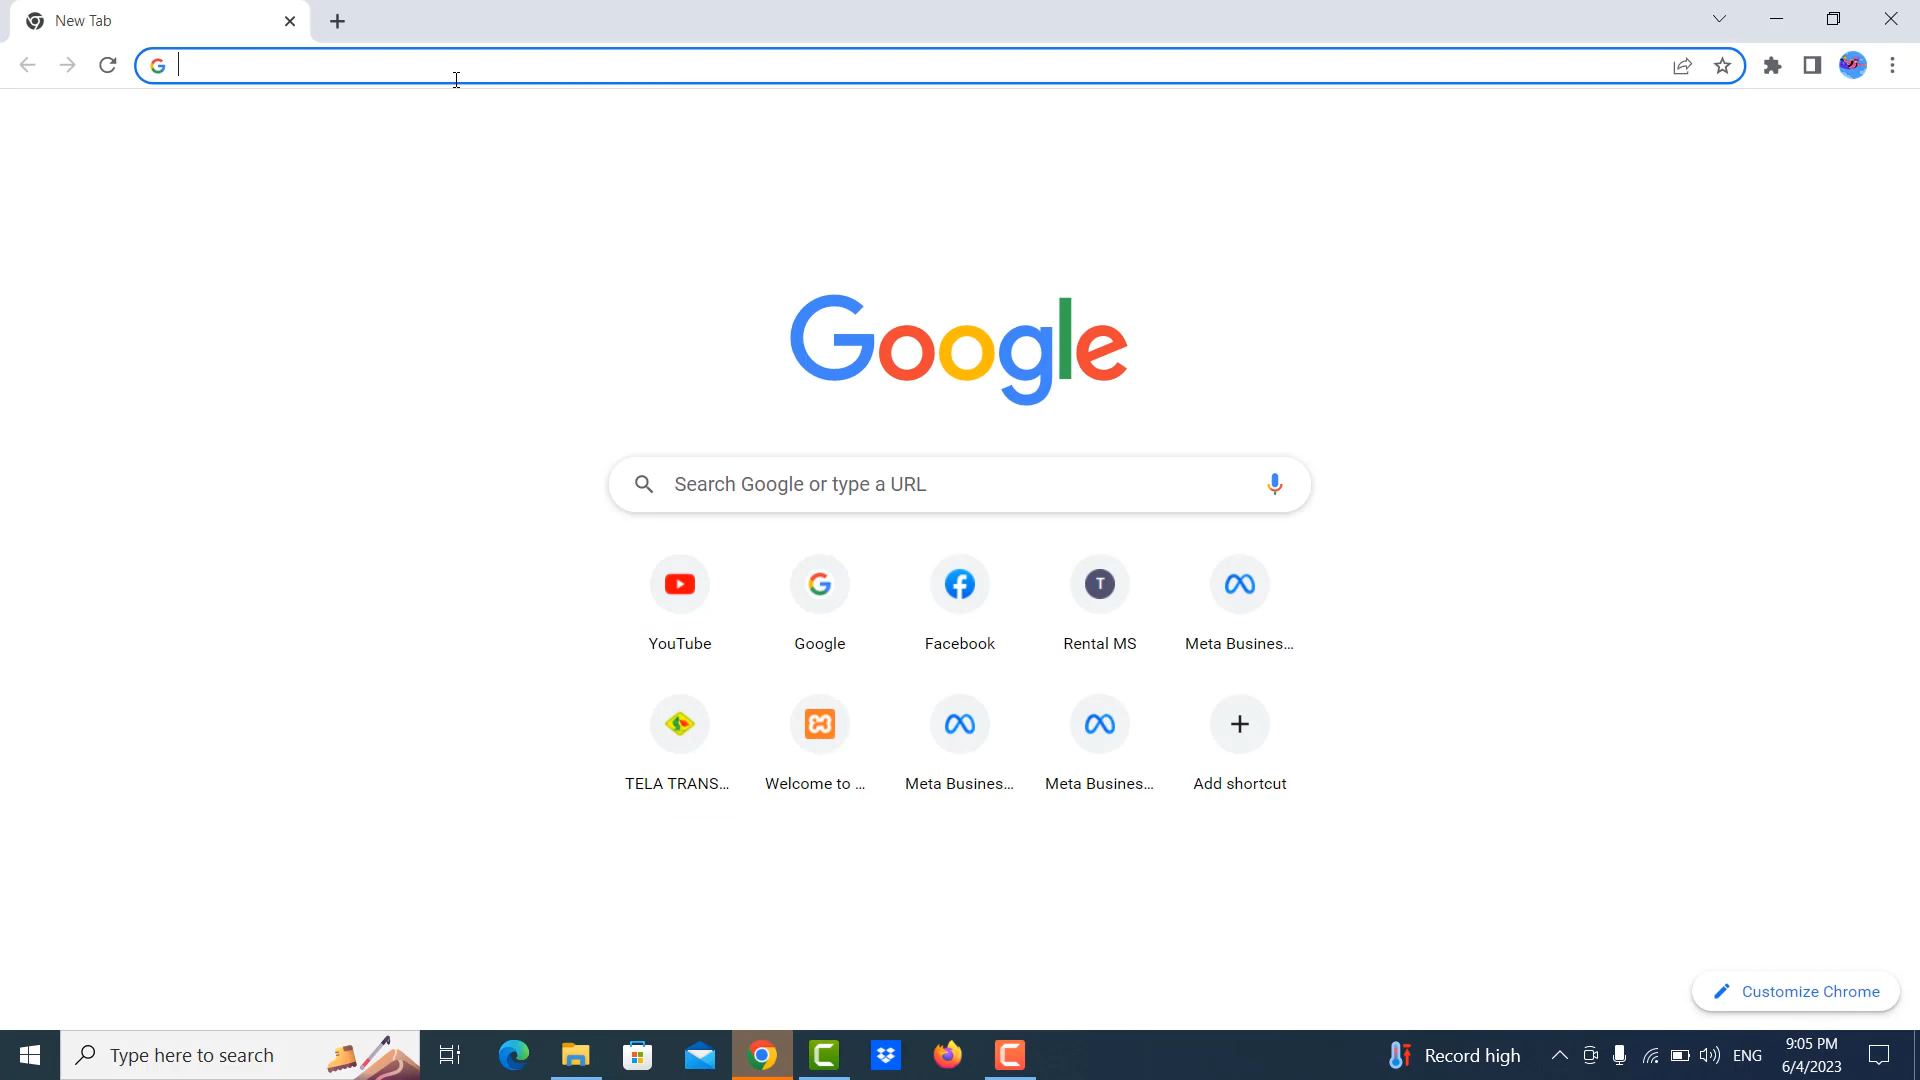 New Tab
Google
Search Google or type a URL
YouTube
Google
Facebook
T
Rental MS
Meta Busines...
TELA TRANS...
Welcome to ...
Meta Busines...
Meta Busines...
Add shortcut
Customize Chrome
Type here to search
Record high
ENG
9:05 PM
6/4/2023